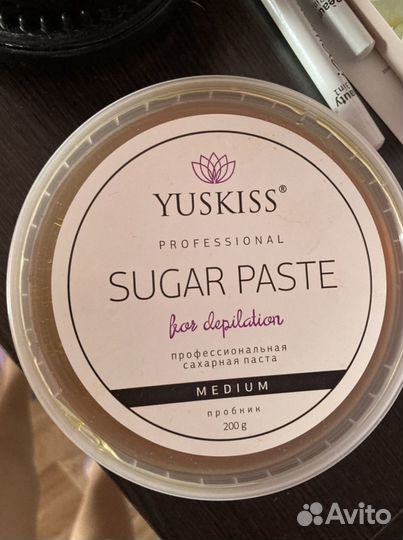 YUSKISS®
PROFESSIONAL
SUGAR PASTE
for depilation
профессиональная
сахарная паста
MEDIUM
пробник
200 g
Avito